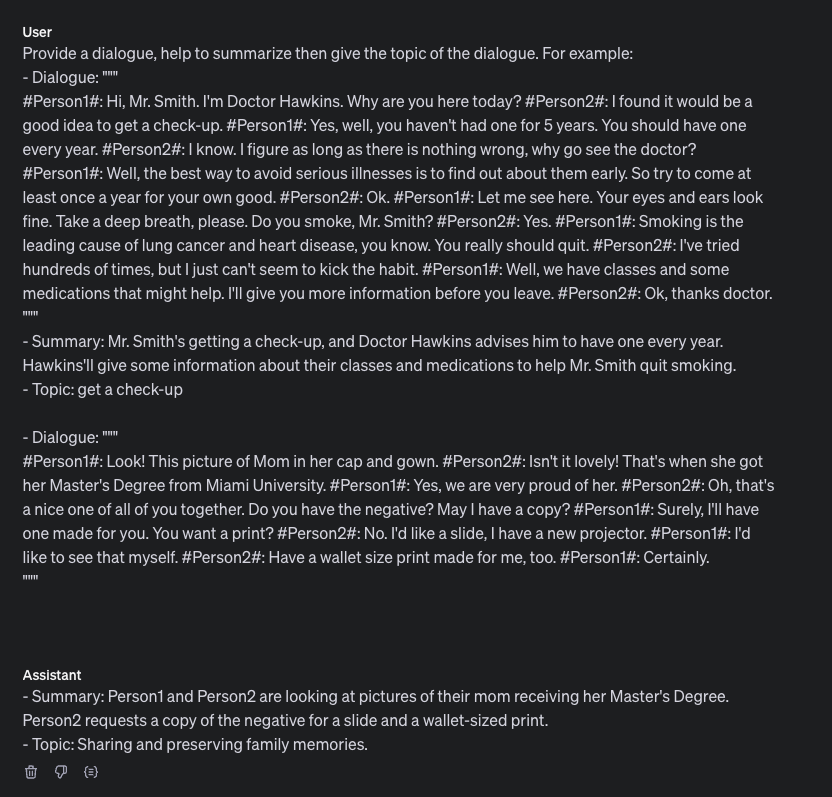 User
Provide a dialogue, help to summarize then give the topic of the dialogue. For example:
- Dialogue: """
#Person1#: Hi, Mr. Smith. I'm Doctor Hawkins. Why are you here today? #Person2#: I found it would be a
good idea to get a check-up. #Person1#: Yes, well, you haven't had one for 5 years. You should have one
every year. #Person2#: I know. I figure as long as there is nothing wrong, why go see the doctor?
#Person1#: Well, the best way to avoid serious illnesses is to find out about them early. So try to come at
least once a year for your own good. #Person2#: Ok. #Person1#: Let me see here. Your eyes and ears look
fine. Take a deep breath, please. Do you smoke, Mr. Smith? #Person2#: Yes. #Person1#: Smoking is the
leading cause of lung cancer and heart disease, you know. You really should quit. #Person2#: I've tried
hundreds of times, but I just can't seem to kick the habit. #Person1#: Well, we have classes and some
medications that might help. I'll give you more information before you leave. #Person2#: Ok, thanks doctor.
"""
- Summary: Mr. Smith's getting a check-up, and Doctor Hawkins advises him to have one every year.
Hawkins'll give some information about their classes and medications to help Mr. Smith quit smoking.
- Topic: get a check-up
- Dialogue: """
#Person1#: Look! This picture of Mom in her cap and gown. #Person2#: Isn't it lovely! That's when she got
her Master's Degree from Miami University. #Person1#: Yes, we are very proud of her. #Person2#: Oh, that's
a nice one of all of you together. Do you have the negative? May I have a copy? #Person1#: Surely, I'll have
one made for you. You want a print? #Person2#: No. I'd like a slide, I have a new projector. #Person1#: I'd
like to see that myself. #Person2#: Have a wallet size print made for me, too. #Person1#: Certainly.
"""
Assistant
- Summary: Person1 and Person2 are looking at pictures of their mom receiving her Master's Degree.
Person2 requests a copy of the negative for a slide and a wallet-sized print.
- Topic: Sharing and preserving family memories.